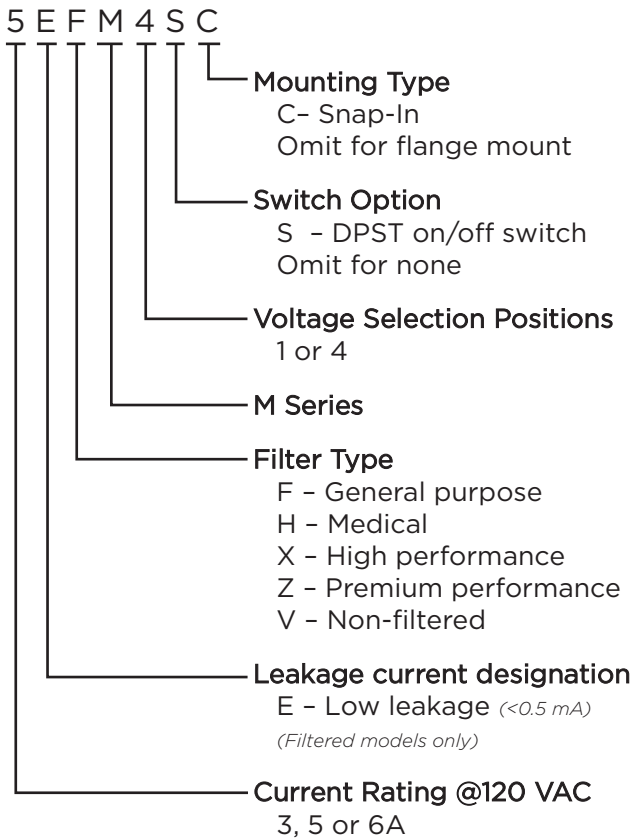 5 E F M 4 S C
Mounting Type
C– Snap-In
Omit for flange mount
Switch Option
S – DPST on/off switch
Omit for none
Voltage Selection Positions
1 or 4
M Series
Filter Type
F – General purpose
H – Medical
X – High performance
Z – Premium performance
V – Non-filtered
Leakage current designation
E – Low leakage (<0.5 mA)
(Filtered models only)
Current Rating @120 VAC
3, 5 or 6A